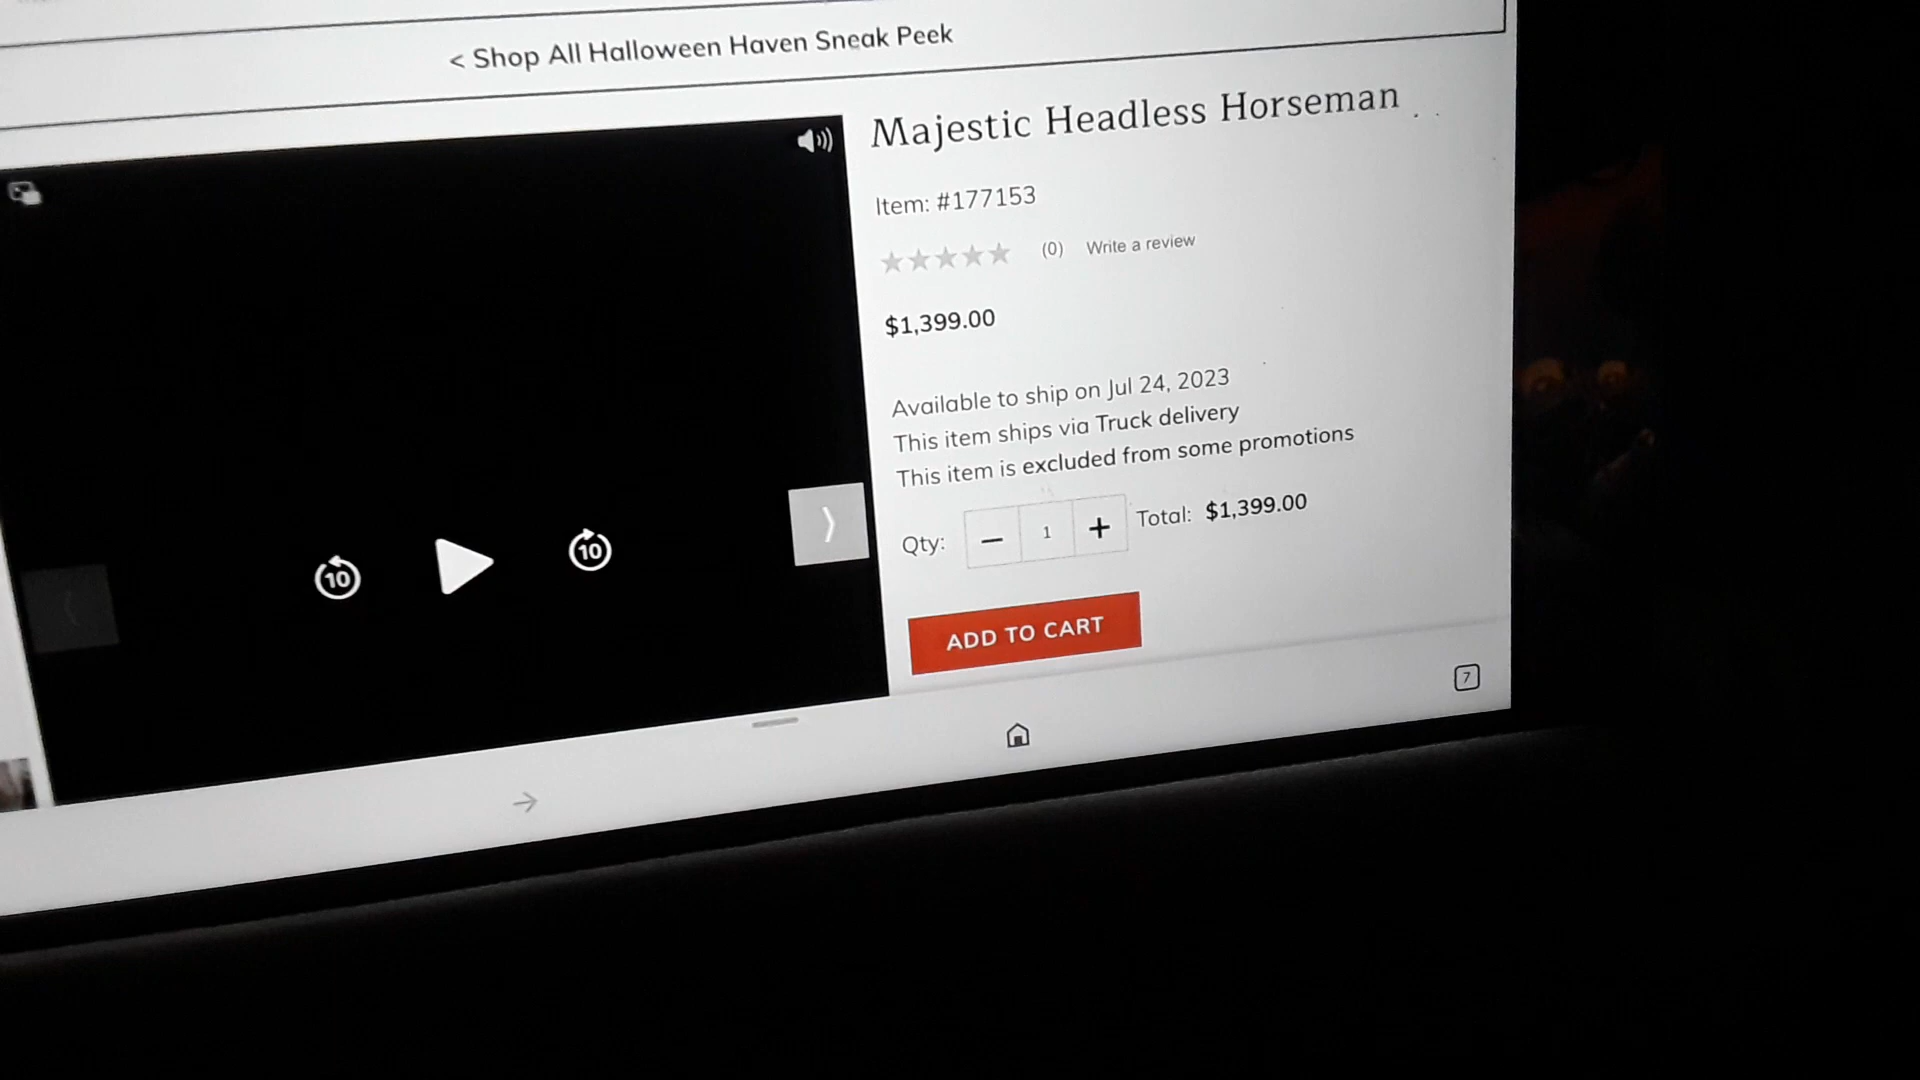 < Shop All Halloween Haven Sneak Peek
Majestic Headless Horseman
Item: #177153
(0) Write a review
$1,399.00
Available to ship on Jul 24, 2023
This item ships via Truck delivery
This item is excluded from some promotions
Qty: − 1 + Total: $1,399.00
10 10
ADD TO CART
7